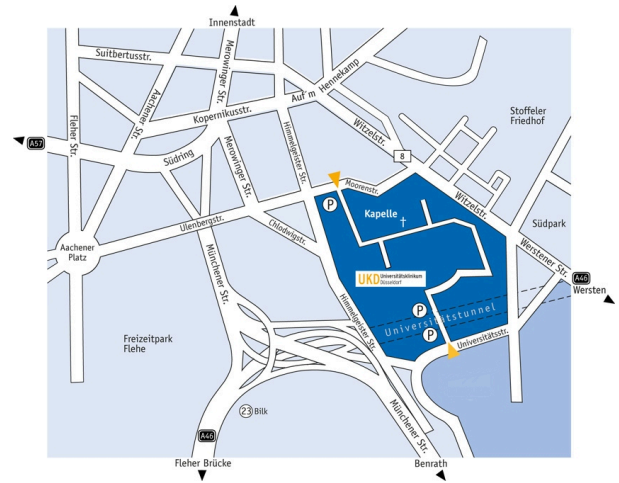 Innenstadt
Suitbertusstr.
Merowinger Str.
Auf'm Hennekamp
Aachener Str.
Kopernikusstr.
Stoffeler
Friedhof
Fleher Str.
Witzelstr.
A57
Himmelgeister Str.
Südring
Merowinger Str.
8
Moorenstr.
Witzelstr.
P
Kapelle
Ulenbergstr.
Chlodwigstr.
Südpark
Aachener
Platz
Münchener Str.
Werstener Str.
UKD Universitätsklinikum
Düsseldorf
A46
Wersten
Himmelgeister Str.
P
Universitätstunnel
P
Universitätsstr.
Freizeitpark
Flehe
23 Bilk
Münchener Str.
A46
Fleher Brücke
Benrath